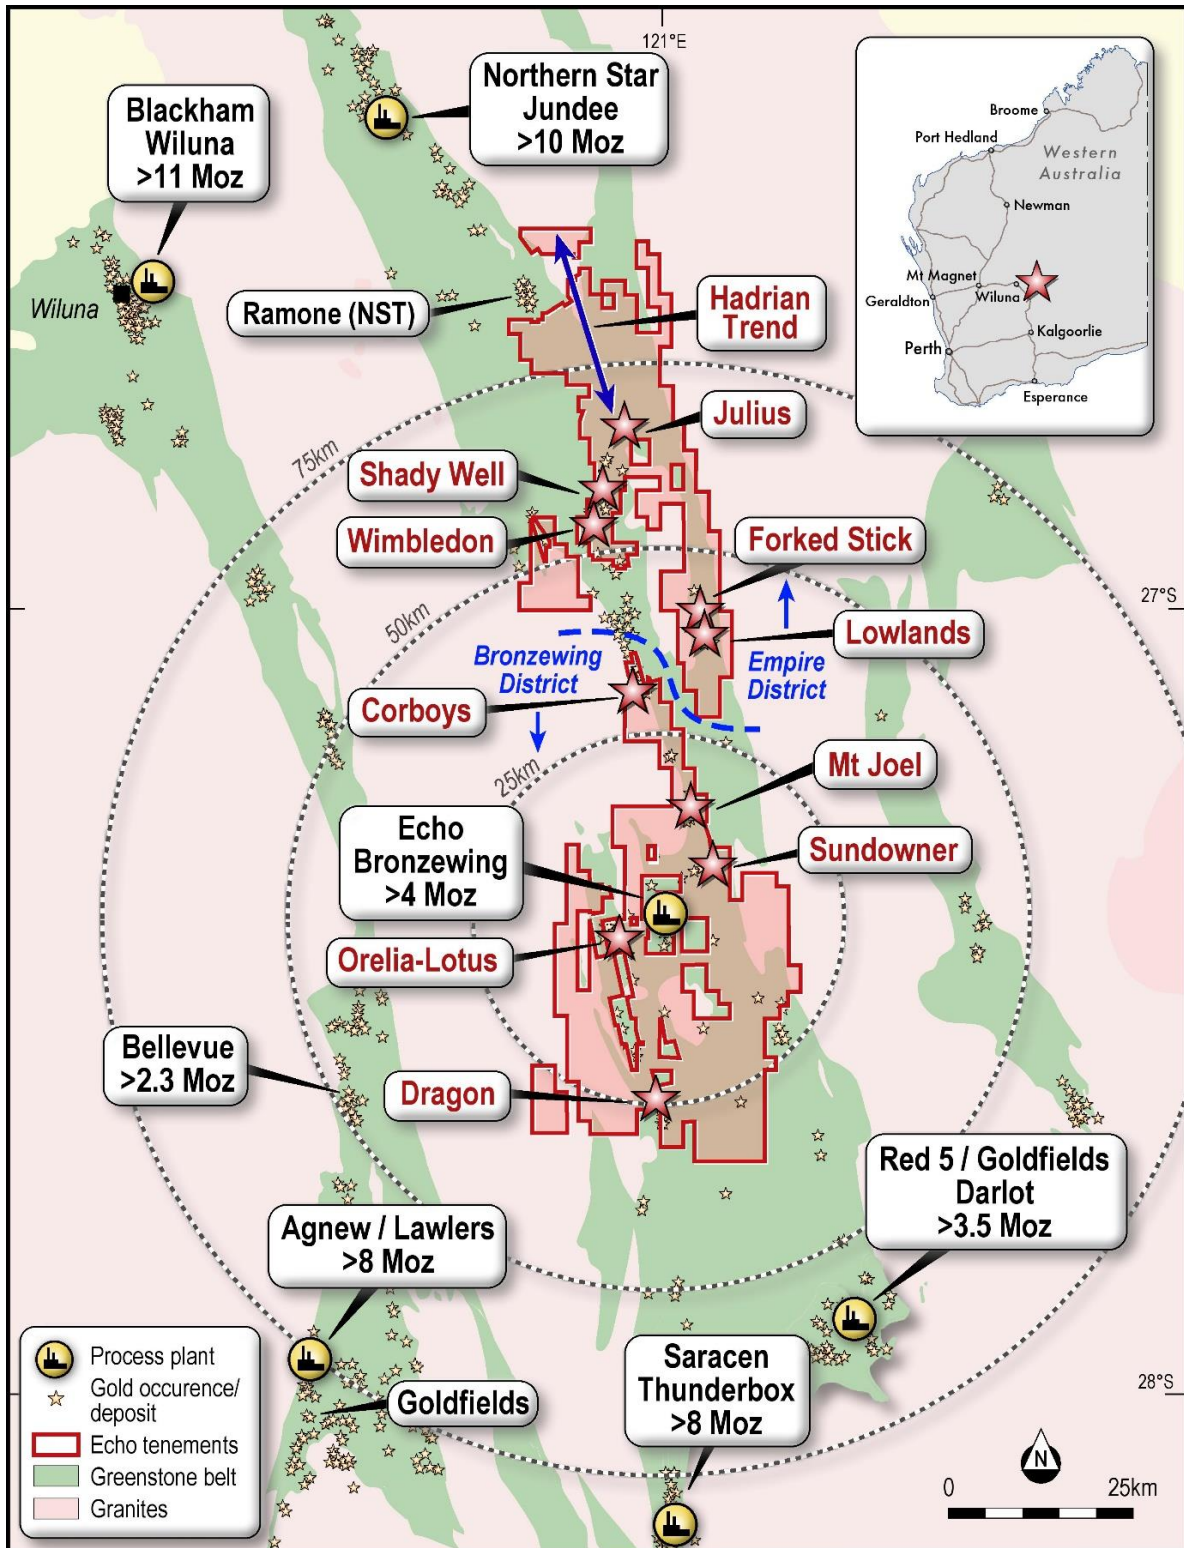 121°E
Northern Star
Jundee
>10 Moz
Blackham
Wiluna
>11 Moz
Broome
Port Hedland
Western
Australia
Newman
Mt Magnet
Wiluna
Geraldton
Kalgoorlie
Perth
Esperance
Wiluna
Ramone (NST)
Hadrian
Trend
Julius
75km
Shady Well
Wimbledon
Forked Stick
27°S
50km
Lowlands
Bronzewing
District
Empire
District
Corboys
25km
Mt Joel
Echo
Bronzewing
>4 Moz
Sundowner
Orelia-Lotus
Bellevue
>2.3 Moz
Dragon
Red 5 / Goldfields
Darlot
>3.5 Moz
Agnew / Lawlers
>8 Moz
Saracen
Thunderbox
>8 Moz
28°S
Goldfields
Process plant
Gold occurence/
deposit
Echo tenements
Greenstone belt
Granites
N
0 25km